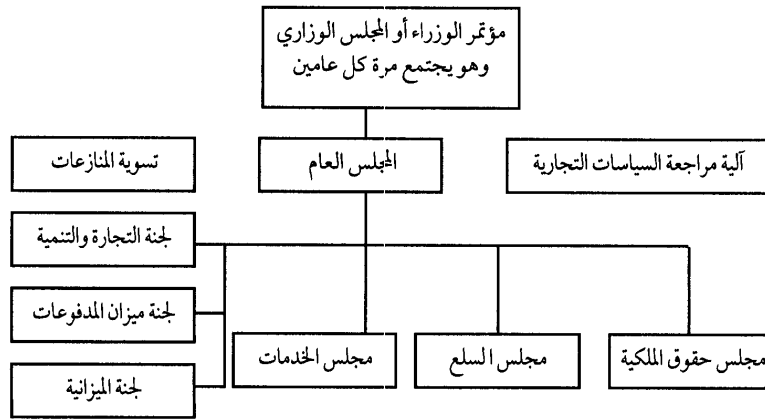 مؤتمر الوزراء أو المجلس الوزاري
وهو يجتمع مرة كل عامين
آلية مراجعة السياسات التجارية
المجلس العام
تسوية المنازعات
لجنة التجارة والتنمية
لجنة ميزان المدفوعات
مجلس حقوق الملكية
مجلس السلع
مجلس الخدمات
لجنة الميزانية